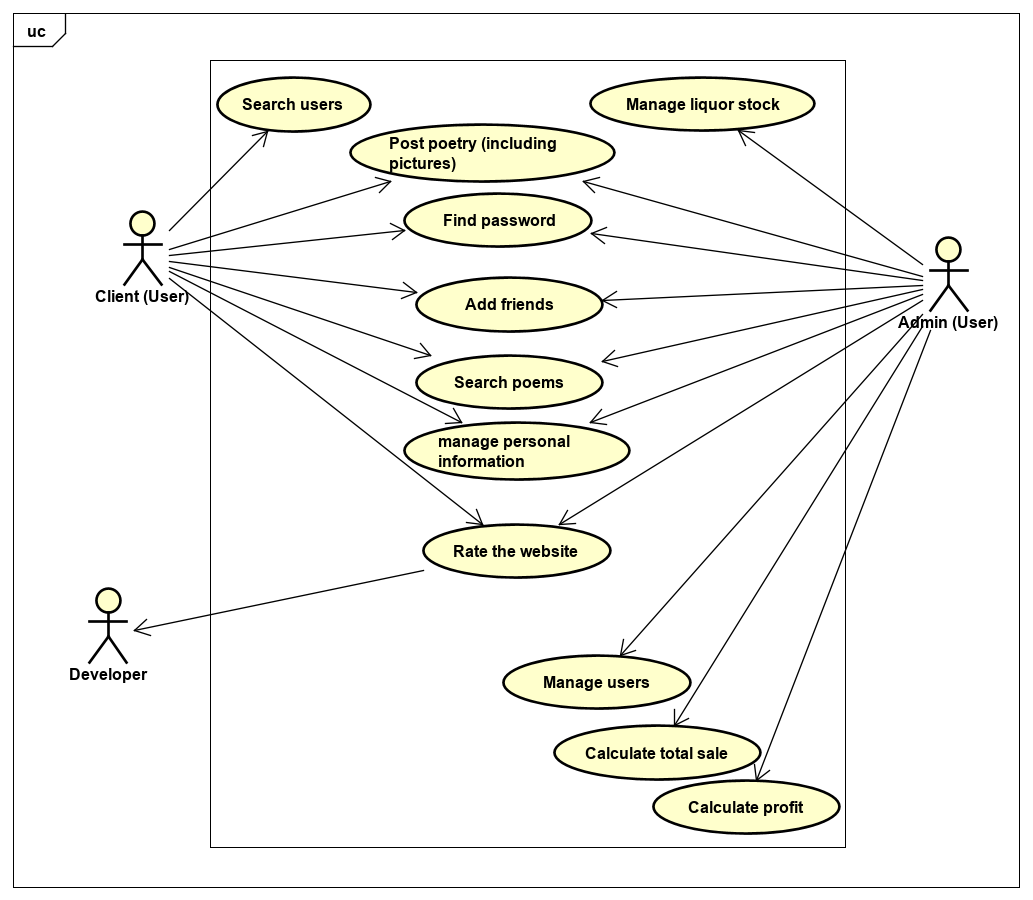 uc
Search users
Manage liquor stock
Post poetry (including
pictures)
Find password
Client (User)
Add friends
Admin (User)
Search poems
manage personal
information
Rate the website
Developer
Manage users
Calculate total sale
Calculate profit